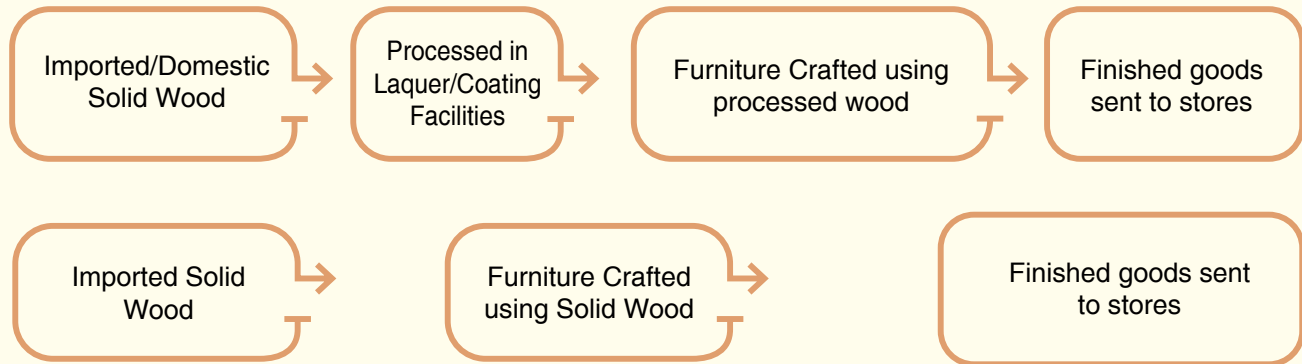 Imported/Domestic
Solid Wood
Processed in
Laquer/Coating
Facilities
Furniture Crafted using
processed wood
Finished goods
sent to stores
Imported Solid
Wood
Furniture Crafted
using Solid Wood
Finished goods sent
to stores